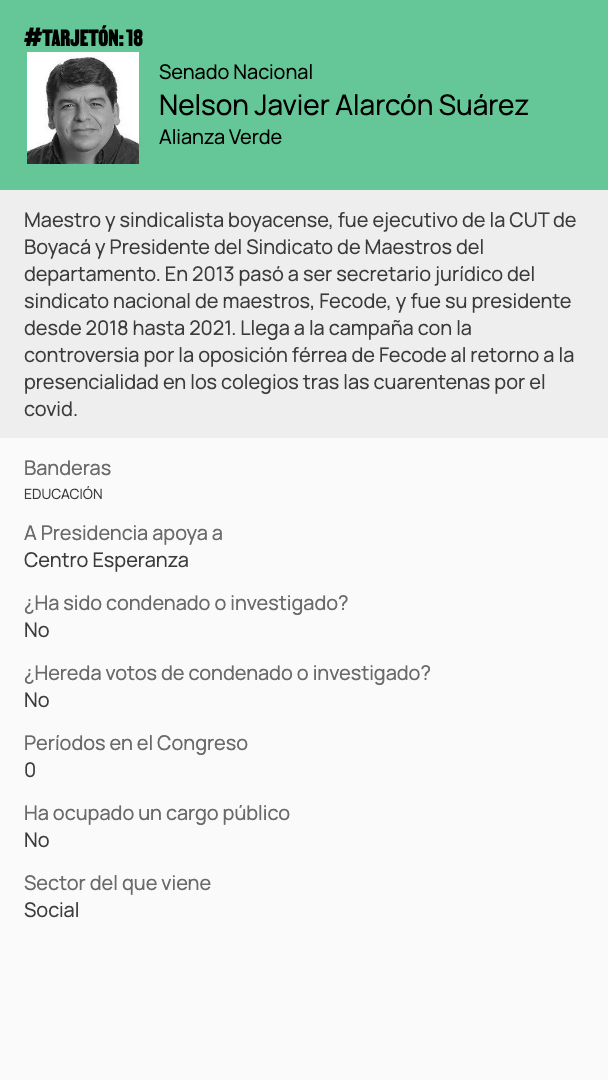 #TARJETÓN: 18
Senado Nacional
Nelson Javier Alarcón Suárez
Alianza Verde
Maestro y sindicalista boyacense, fue ejecutivo de la CUT de
Boyacá y Presidente del Sindicato de Maestros del
departamento. En 2013 pasó a ser secretario jurídico del
sindicato nacional de maestros, Fecode, y fue su presidente
desde 2018 hasta 2021. Llega a la campaña con la
controversia por la oposición férrea de Fecode al retorno a la
presencialidad en los colegios tras las cuarentenas por el
covid.
Banderas
EDUCACIÓN
A Presidencia apoya a
Centro Esperanza
¿Ha sido condenado o investigado?
No
¿Hereda votos de condenado o investigado?
No
Períodos en el Congreso
0
Ha ocupado un cargo público
No
Sector del que viene
Social